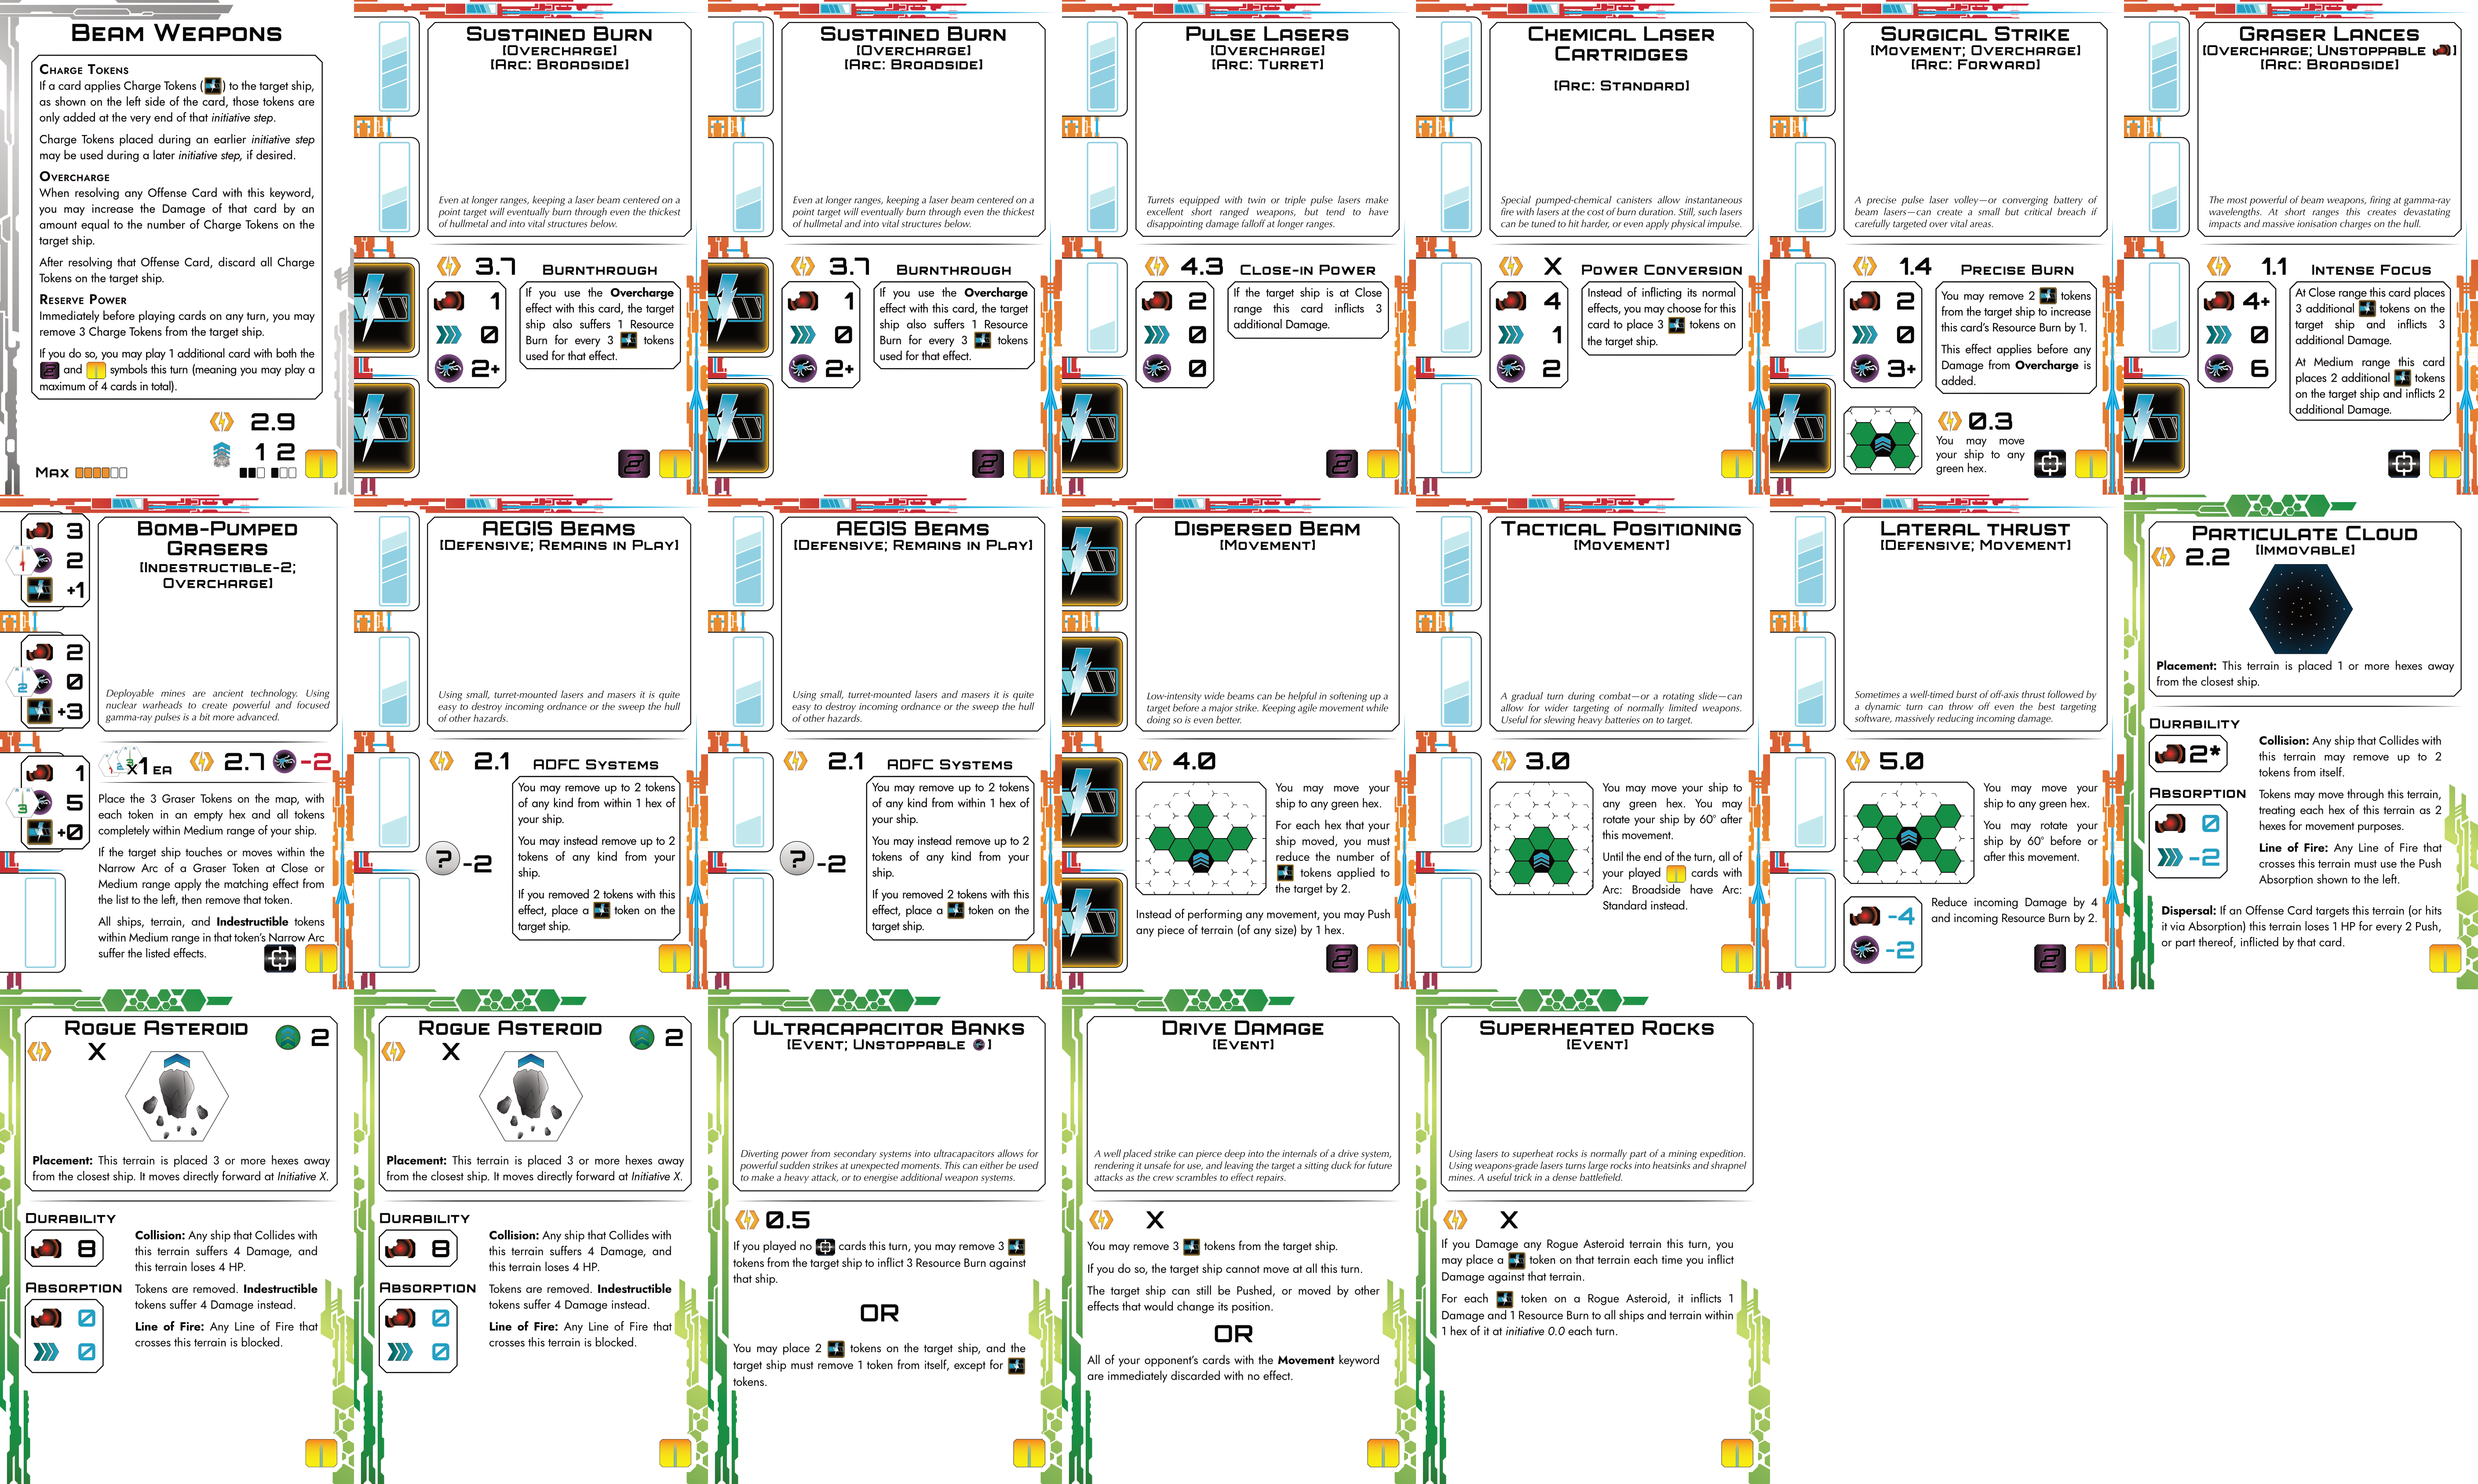 BEAM WEAPONS
CHARGE TOKENS
If a card applies Charge Tokens ( ) to the target ship,
as shown on the left side of the card, those tokens are
only added at the very end of that initiative step.
Charge Tokens placed during an earlier initiative step
may be used during a later initiative step, if desired.
OVERCHARGE
When resolving any Offense Card with this keyword,
you may increase the Damage of that card by an
amount equal to the number of Charge Tokens on the
target ship.
After resolving that Offense Card, discard all Charge
Tokens on the target ship.
RESERVE POWER
Immediately before playing cards on any turn, you may
remove 3 Charge Tokens from the target ship.
If you do so, you may play 1 additional card with both the
and symbols this turn (meaning you may play a
maximum of 4 cards in total).
2.9
1 2
MAX
SUSTAINED BURN
[OVERCHARGE]
[ARC: BROADSIDE]
Even at longer ranges, keeping a laser beam centered on a
point target will eventually burn through even the thickest
of hullmetal and into vital structures below.
3.7 BURNTHROUGH
1
0
2+
If you use the Overcharge
effect with this card, the target
ship also suffers 1 Resource
Burn for every 3 tokens
used for that effect.
2
SUSTAINED BURN
[OVERCHARGE]
[ARC: BROADSIDE]
Even at longer ranges, keeping a laser beam centered on a
point target will eventually burn through even the thickest
of hullmetal and into vital structures below.
3.7 BURNTHROUGH
1
0
2+
If you use the Overcharge
effect with this card, the target
ship also suffers 1 Resource
Burn for every 3 tokens
used for that effect.
2
PULSE LASERS
[OVERCHARGE]
[ARC: TURRET]
Turrets equipped with twin or triple pulse lasers make
excellent short ranged weapons, but tend to have
disappointing damage falloff at longer ranges.
4.3 CLOSE-IN POWER
2
0
0
If the target ship is at Close
range this card inflicts 3
additional Damage.
2
CHEMICAL LASER
CARTRIDGES
[ARC: STANDARD]
Special pumped-chemical canisters allow instantaneous
fire with lasers at the cost of burn duration. Still, such lasers
can be tuned to hit harder, or even apply physical impulse.
X POWER CONVERSION
4
1
2
Instead of inflicting its normal
effects, you may choose for this
card to place 3 tokens on
the target ship.
SURGICAL STRIKE
[MOVEMENT; OVERCHARGE]
[ARC: FORWARD]
A precise pulse laser volley—or converging battery of
beam lasers—can create a small but critical breach if
carefully targeted over vital areas.
1.4 PRECISE BURN
2
0
3+
You may remove 2 tokens
from the target ship to increase
this card's Resource Burn by 1.
This effect applies before any
Damage from Overcharge is
added.
0.3
You may move
your ship to any
green hex.
GRASER LANCES
[OVERCHARGE; UNSTOPPABLE ]
[ARC: BROADSIDE]
The most powerful of beam weapons, firing at gamma-ray
wavelengths. At short ranges this creates devastating
impacts and massive ionisation charges on the hull.
1.1 INTENSE FOCUS
4+
0
6
At Close range this card places
3 additional tokens on the
target ship and inflicts 3
additional Damage.
At Medium range this card
places 2 additional tokens
on the target ship and inflicts 2
additional Damage.
3
1 2
+1
2
2 0
+3
1
3 5
+0
BOMB-PUMPED
GRASERS
[INDESTRUCTIBLE-2;
OVERCHARGE]
Deployable mines are ancient technology. Using
nuclear warheads to create powerful and focused
gamma-ray pulses is a bit more advanced.
1 2 3 X1 EA 2.7 -2
Place the 3 Graser Tokens on the map, with
each token in an empty hex and all tokens
completely within Medium range of your ship.
If the target ship touches or moves within the
Narrow Arc of a Graser Token at Close or
Medium range apply the matching effect from
the list to the left, then remove that token.
All ships, terrain, and Indestructible tokens
within Medium range in that token's Narrow Arc
suffer the listed effects.
AEGIS BEAMS
[DEFENSIVE; REMAINS IN PLAY]
Using small, turret-mounted lasers and masers it is quite
easy to destroy incoming ordnance or the sweep the hull
of other hazards.
2.1 ADFC SYSTEMS
? -2
You may remove up to 2 tokens
of any kind from within 1 hex of
your ship.
You may instead remove up to 2
tokens of any kind from your
ship.
If you removed 2 tokens with this
effect, place a token on the
target ship.
AEGIS BEAMS
[DEFENSIVE; REMAINS IN PLAY]
Using small, turret-mounted lasers and masers it is quite
easy to destroy incoming ordnance or the sweep the hull
of other hazards.
2.1 ADFC SYSTEMS
? -2
You may remove up to 2 tokens
of any kind from within 1 hex of
your ship.
You may instead remove up to 2
tokens of any kind from your
ship.
If you removed 2 tokens with this
effect, place a token on the
target ship.
DISPERSED BEAM
[MOVEMENT]
Low-intensity wide beams can be helpful in softening up a
target before a major strike. Keeping agile movement while
doing so is even better.
4.0
You may move your
ship to any green hex.
For each hex that your
ship moved, you must
reduce the number of
tokens applied to
the target by 2.
Instead of performing any movement, you may Push
any piece of terrain (of any size) by 1 hex.
2
TACTICAL POSITIONING
[MOVEMENT]
A gradual turn during combat—or a rotating slide—can
allow for wider targeting of normally limited weapons.
Useful for slewing heavy batteries on to target.
3.0
You may move your ship to
any green hex. You may
rotate your ship by 60° after
this movement.
Until the end of the turn, all of
your played cards with
Arc: Broadside have Arc:
Standard instead.
LATERAL THRUST
[DEFENSIVE; MOVEMENT]
Sometimes a well-timed burst of off-axis thrust followed by
a dynamic turn can throw off even the best targeting
software, massively reducing incoming damage.
5.0
You may move your
ship to any green hex.
You may rotate your
ship by 60° before or
after this movement.
-4
-2
Reduce incoming Damage by 4
and incoming Resource Burn by 2.
2
PARTICULATE CLOUD
[IMMOVABLE]
2.2
Placement: This terrain is placed 1 or more hexes away
from the closest ship.
DURABILITY
2*
ABSORPTION
0
-2
Collision: Any ship that Collides with
this terrain may remove up to 2
tokens from itself.
Tokens may move through this terrain,
treating each hex of this terrain as 2
hexes for movement purposes.
Line of Fire: Any Line of Fire that
crosses this terrain must use the Push
Absorption shown to the left.
Dispersal: If an Offense Card targets this terrain (or hits
it via Absorption) this terrain loses 1 HP for every 2 Push,
or part thereof, inflicted by that card.
ROGUE ASTEROID
2
X
Placement: This terrain is placed 3 or more hexes away
from the closest ship. It moves directly forward at Initiative X.
DURABILITY
8
ABSORPTION
0
0
Collision: Any ship that Collides with
this terrain suffers 4 Damage, and
this terrain loses 4 HP.
Tokens are removed. Indestructible
tokens suffer 4 Damage instead.
Line of Fire: Any Line of Fire that
crosses this terrain is blocked.
ROGUE ASTEROID
2
X
Placement: This terrain is placed 3 or more hexes away
from the closest ship. It moves directly forward at Initiative X.
DURABILITY
8
ABSORPTION
0
0
Collision: Any ship that Collides with
this terrain suffers 4 Damage, and
this terrain loses 4 HP.
Tokens are removed. Indestructible
tokens suffer 4 Damage instead.
Line of Fire: Any Line of Fire that
crosses this terrain is blocked.
ULTRACAPACITOR BANKS
[EVENT; UNSTOPPABLE ]
Diverting power from secondary systems into ultracapacitors allows for
powerful sudden strikes at unexpected moments. This can either be used
to make a heavy attack, or to energise additional weapon systems.
0.5
If you played no cards this turn, you may remove 3
tokens from the target ship to inflict 3 Resource Burn against
that ship.
OR
You may place 2 tokens on the target ship, and the
target ship must remove 1 token from itself, except for
tokens.
DRIVE DAMAGE
[EVENT]
A well placed strike can pierce deep into the internals of a drive system,
rendering it unsafe for use, and leaving the target a sitting duck for future
attacks as the crew scrambles to effect repairs.
X
You may remove 3 tokens from the target ship.
If you do so, the target ship cannot move at all this turn.
The target ship can still be Pushed, or moved by other
effects that would change its position.
OR
All of your opponent's cards with the Movement keyword
are immediately discarded with no effect.
SUPERHEATED ROCKS
[EVENT]
Using lasers to superheat rocks is normally part of a mining expedition.
Using weapons-grade lasers turns large rocks into heatsinks and shrapnel
mines. A useful trick in a dense battlefield.
X
If you Damage any Rogue Asteroid terrain this turn, you
may place a token on that terrain each time you inflict
Damage against that terrain.
For each token on a Rogue Asteroid, it inflicts 1
Damage and 1 Resource Burn to all ships and terrain within
1 hex of it at initiative 0.0 each turn.